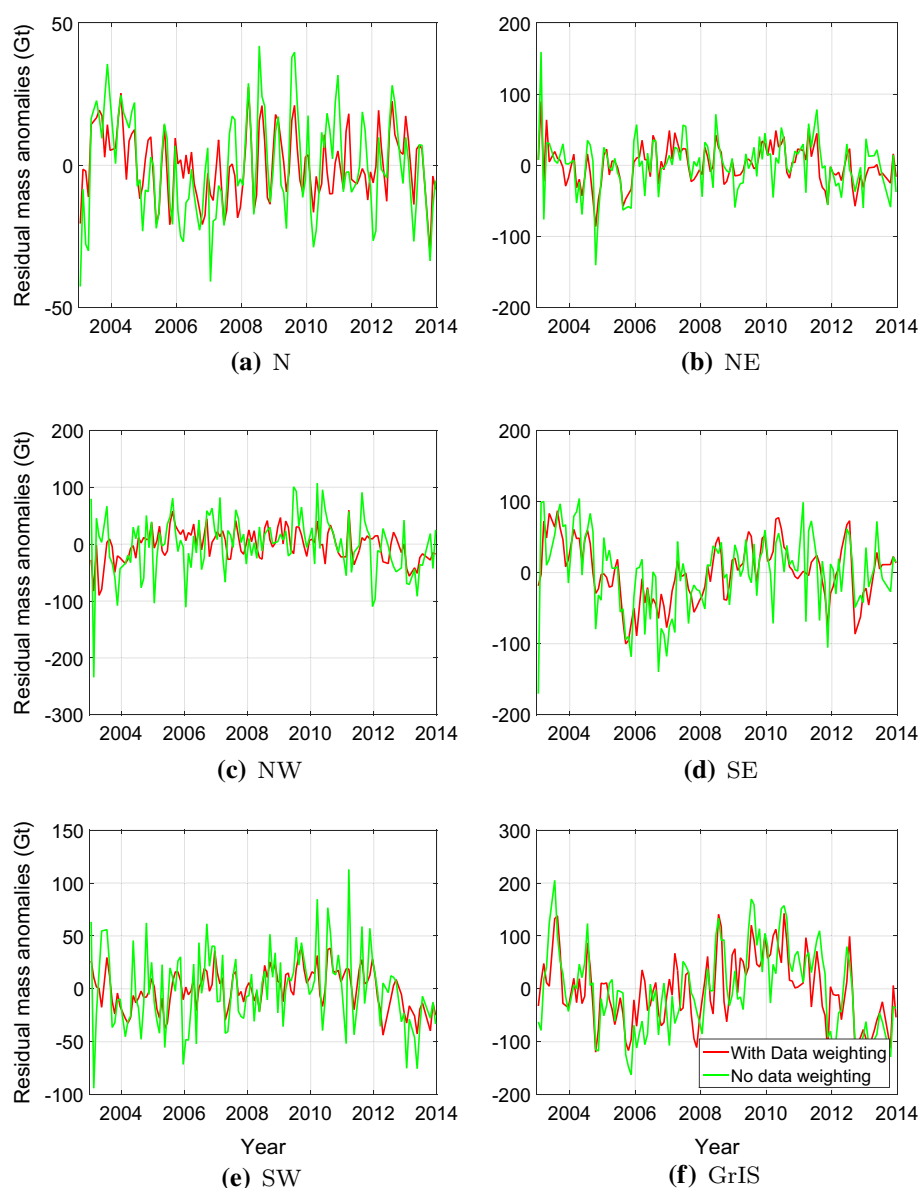 Residual mass anomalies (Gt)
50
0
-50
2004 2006 2008 2010 2012 2014
(a) N
200
100
0
-100
-200
2004 2006 2008 2010 2012 2014
(b) NE
Residual mass anomalies (Gt)
200
100
0
-100
-200
-300
2004 2006 2008 2010 2012 2014
(c) NW
200
100
0
-100
-200
2004 2006 2008 2010 2012 2014
(d) SE
Residual mass anomalies (Gt)
150
100
50
0
-50
-100
2004 2006 2008 2010 2012 2014
Year
(e) SW
300
200
100
0
-100
-200
With Data weighting
No data weighting
2004 2006 2008 2010 2012 2014
Year
(f) GrIS